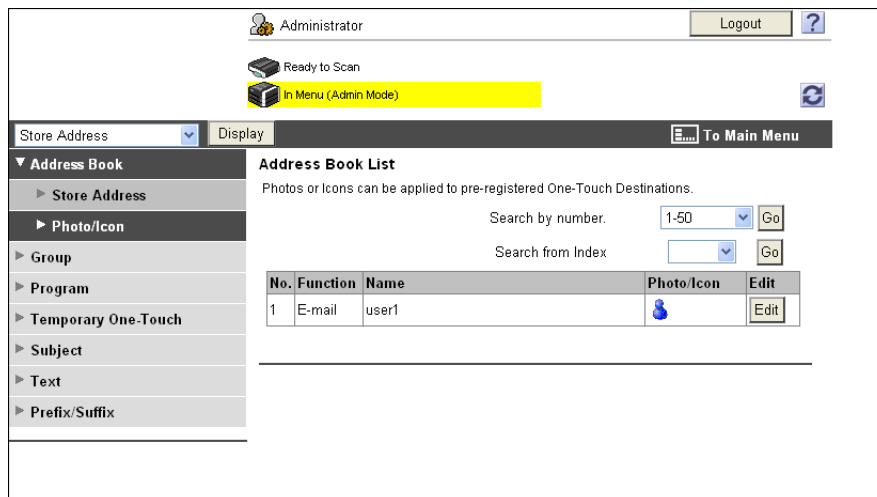 Administrator
Logout
?
Ready to Scan
In Menu (Admin Mode)
Store Address
Display
To Main Menu
Address Book
Store Address
Photo/Icon
Group
Program
Temporary One-Touch
Subject
Text
Prefix/Suffix
Address Book List
Photos or Icons can be applied to pre-registered One-Touch Destinations.
Search by number. 1-50 Go
Search from Index Go
No. Function Name Photo/Icon Edit
1 E-mail user1 Edit